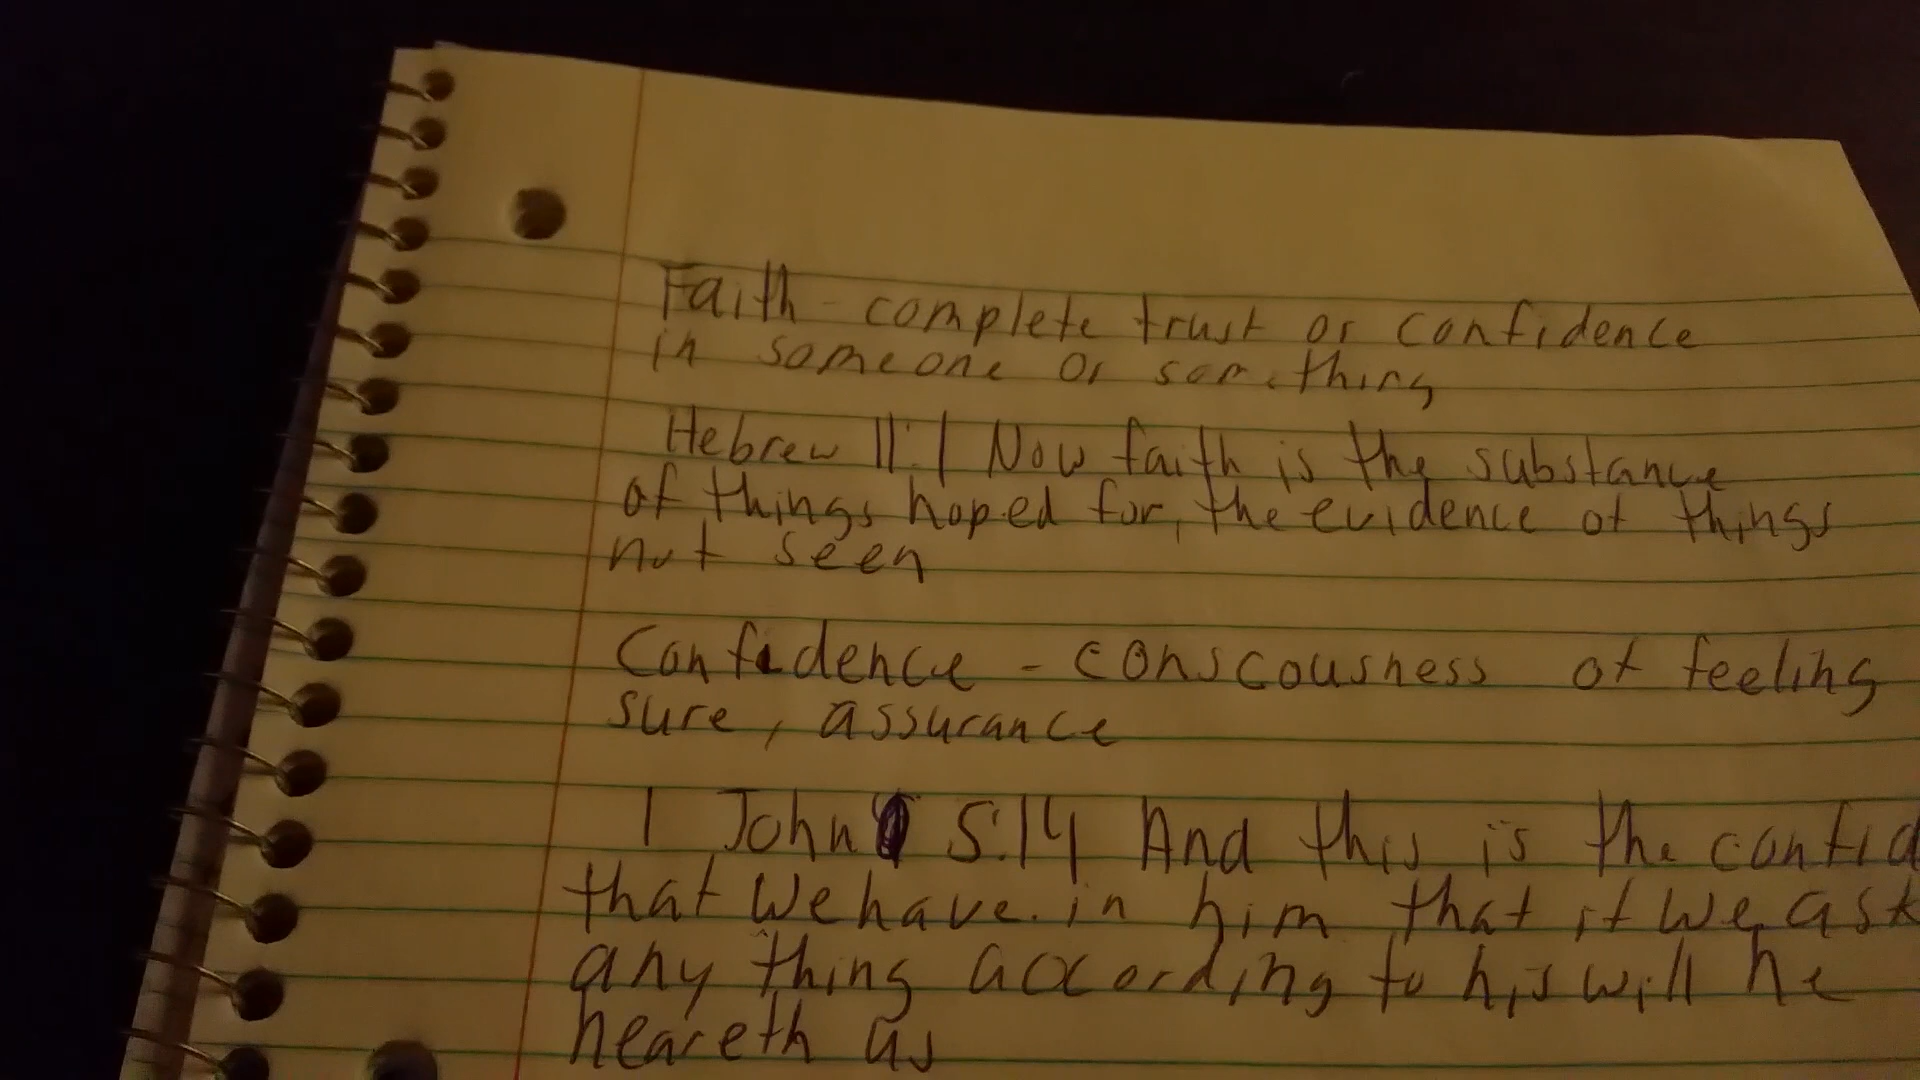 Faith - complete trust or confidence
in someone or something
Hebrew 11:1 Now faith is the substance
of things hoped for, the evidence of things
not seen
Confidence - conscousness of feeling
sure, assurance
1 John 5:14 And this is the confid
that we have in him that if we ask
any thing according to his will he
heareth us